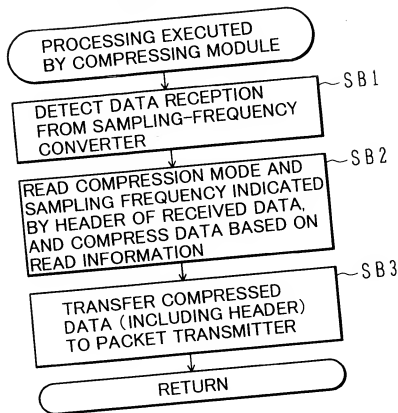 PROCESSING EXECUTED
BY COMPRESSING MODULE
SB1
DETECT DATA RECEPTION
FROM SAMPLING-FREQUENCY
CONVERTER
SB2
READ COMPRESSION MODE AND
SAMPLING FREQUENCY INDICATED
BY HEADER OF RECEIVED DATA,
AND COMPRESS DATA BASED ON
READ INFORMATION
SB3
TRANSFER COMPRESSED
DATA (INCLUDING HEADER)
TO PACKET TRANSMITTER
RETURN